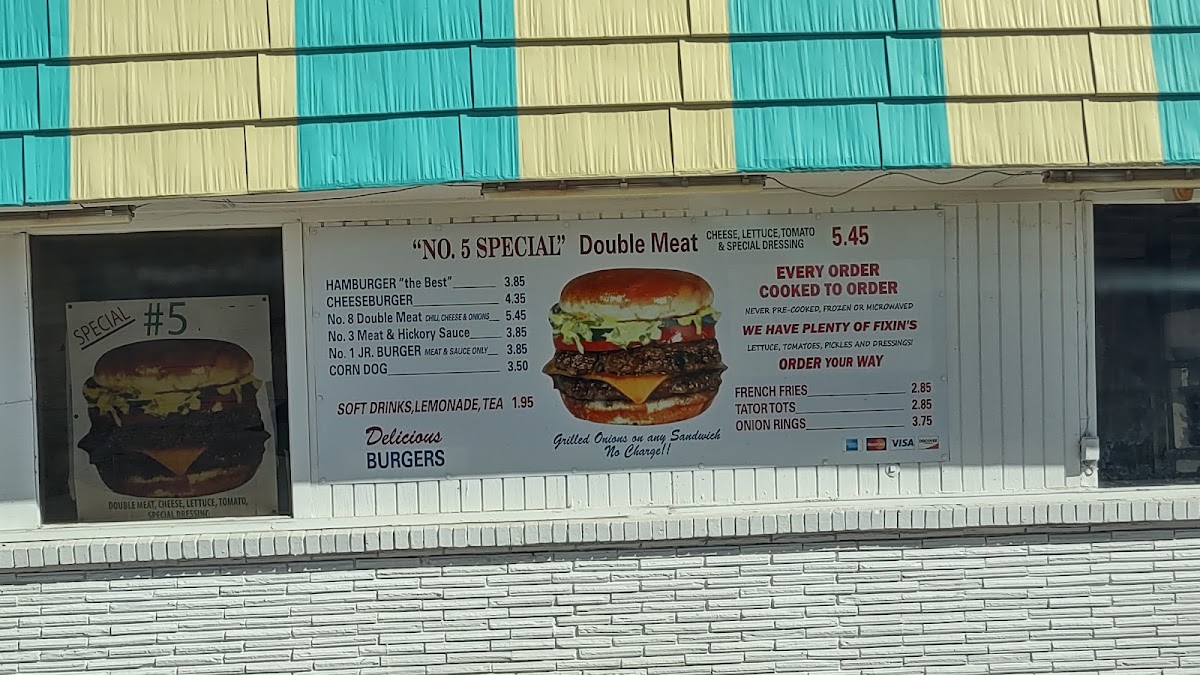 "NO. 5 SPECIAL" Double Meat CHEESE, LETTUCE, TOMATO & SPECIAL DRESSING 5.45
HAMBURGER "the Best" 3.85
CHEESEBURGER 4.35
No. 8 Double Meat CHILI, CHEESE & ONIONS 5.45
No. 3 Meat & Hickory Sauce 3.85
No. 1 JR. BURGER MEAT & SAUCE ONLY 3.85
CORN DOG 3.50
SOFT DRINKS, LEMONADE, TEA 1.95
Delicious
BURGERS
Grilled Onions on any Sandwich
No Charge!!
EVERY ORDER
COOKED TO ORDER
NEVER PRE-COOKED, FROZEN OR MICROWAVED
WE HAVE PLENTY OF FIXIN'S
LETTUCE, TOMATOES, PICKLES AND DRESSINGS!
ORDER YOUR WAY
FRENCH FRIES 2.85
TATOR TOTS 2.85
ONION RINGS 3.75
VISA
DISCOVER
SPECIAL #5
DOUBLE MEAT, CHEESE, LETTUCE, TOMATO,
SPECIAL DRESSING